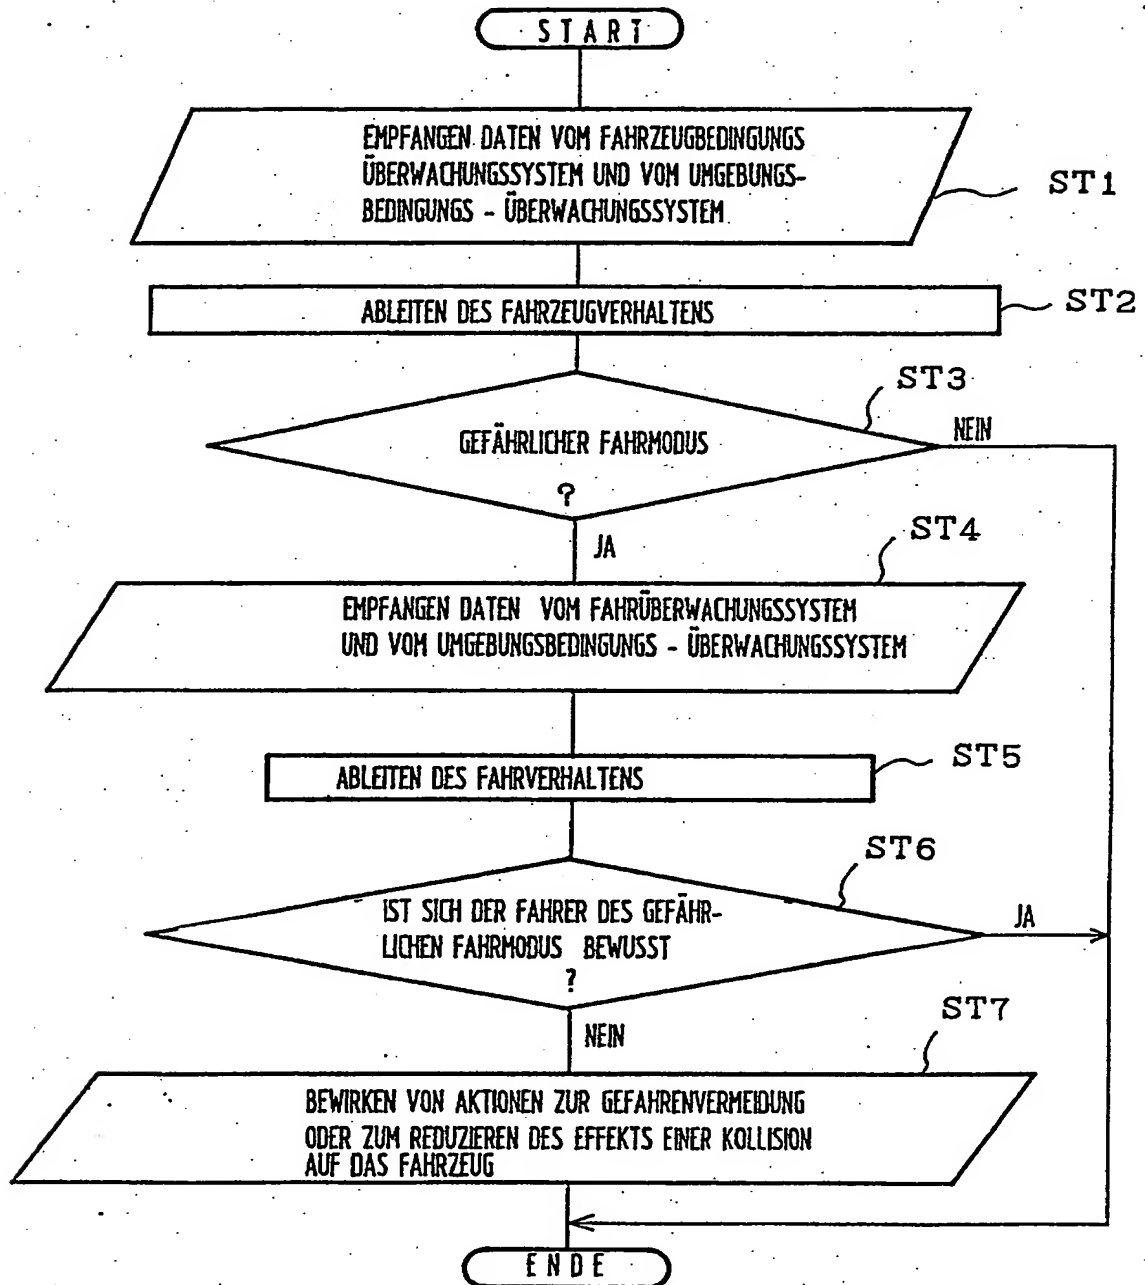 START
EMPFANGEN DATEN VOM FAHRZEUGBEDINGUNGS
ÜBERWACHUNGSSYSTEM UND VOM UMGEBUNGS-
BEDINGUNGS - ÜBERWACHUNGSSYSTEM
ST1
ABLEITEN DES FAHRZEUGVERHALTENS
ST2
ST3
GEFÄHRLICHER FAHRMODUS
?
NEIN
JA
ST4
EMPFANGEN DATEN VOM FAHRÜBERWACHUNGSSYSTEM
UND VOM UMGEBUNGSBEDINGUNGS - ÜBERWACHUNGSSYSTEM
ABLEITEN DES FAHRVERHALTENS
ST5
ST6
IST SICH DER FAHRER DES GEFÄHR-
LICHEN FAHRMODUS BEWUSST
?
JA
NEIN
ST7
BEWIRKEN VON AKTIONEN ZUR GEFAHRENVERMEIDUNG
ODER ZUM REDUZIEREN DES EFFEKTS EINER KOLLISION
AUF DAS FAHRZEUG
ENDE